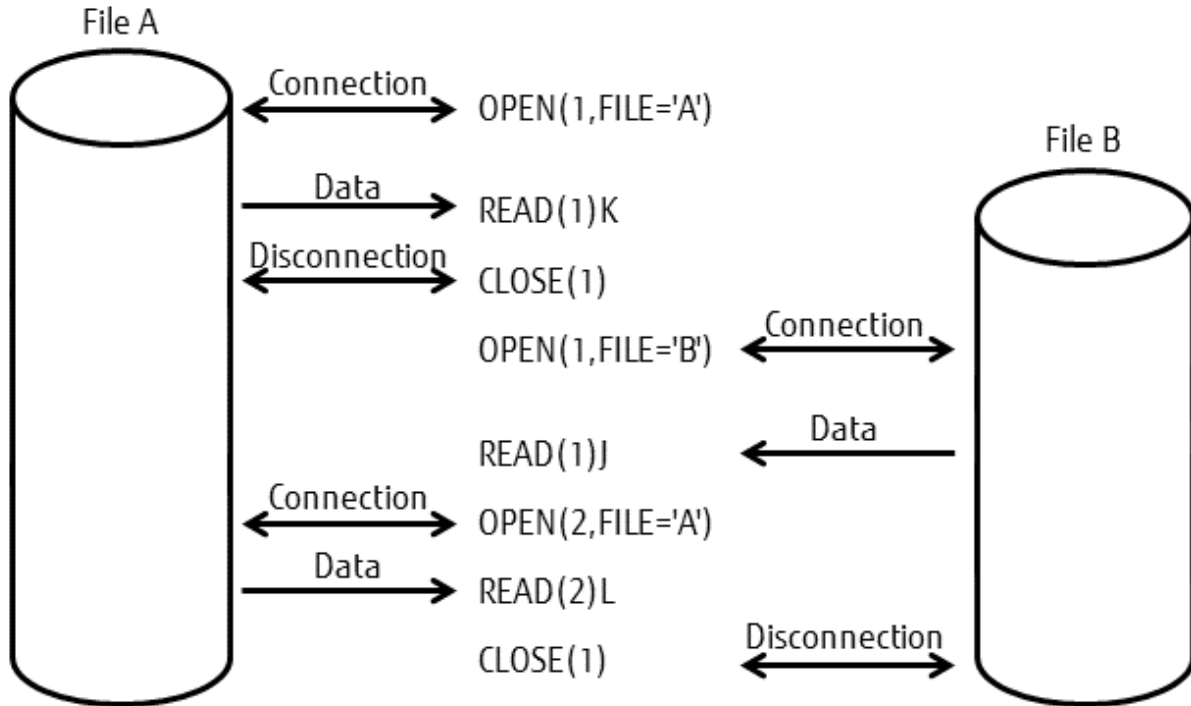 File A
Connection
OPEN(1,FILE='A')
File B
Data
READ(1)K
Disconnection
CLOSE(1)
OPEN(1,FILE='B')
Connection
READ(1)J
Data
Connection
OPEN(2,FILE='A')
Data
READ(2)L
CLOSE(1)
Disconnection